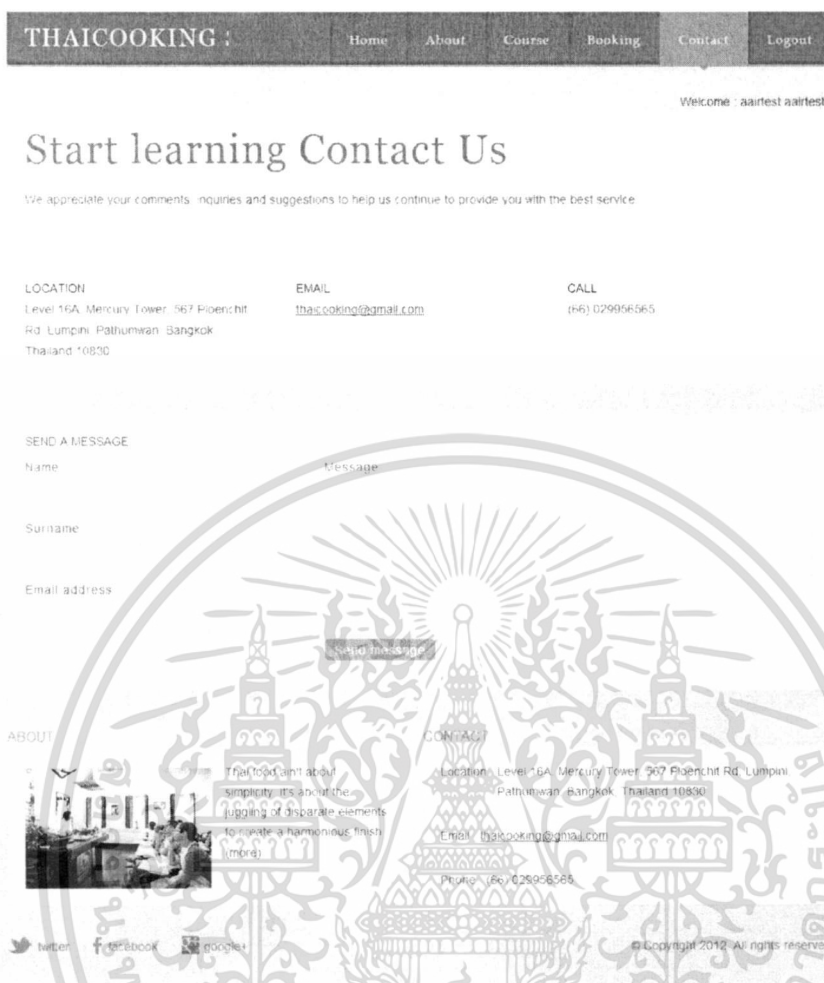 THAICOOKING :
Home About Course Booking Contact Logout
Welcome : aairtest aairtest
Start learning Contact Us
We appreciate your comments, inquiries and suggestions to help us continue to provide you with the best service
LOCATION
Level 16A, Mercury Tower, 567 Ploenchit
Rd. Lumpini, Pathumwan, Bangkok
Thailand 10830
EMAIL
thaicooking@gmail.com
CALL
(66) 029956565
SEND A MESSAGE
Name
Message
Surname
Email address
Send message
ABOUT
Thai food ain't about
simplicity. it's about the
juggling of disparate elements
to create a harmonious finish
(more)
CONTACT
Location : Level 16A, Mercury Tower, 567 Ploenchit Rd. Lumpini,
Pathumwan, Bangkok, Thailand 10830
Email : thaicooking@gmail.com
Phone : (66) 029956565
twitter facebook google+
© Copyright 2012. All rights reserve